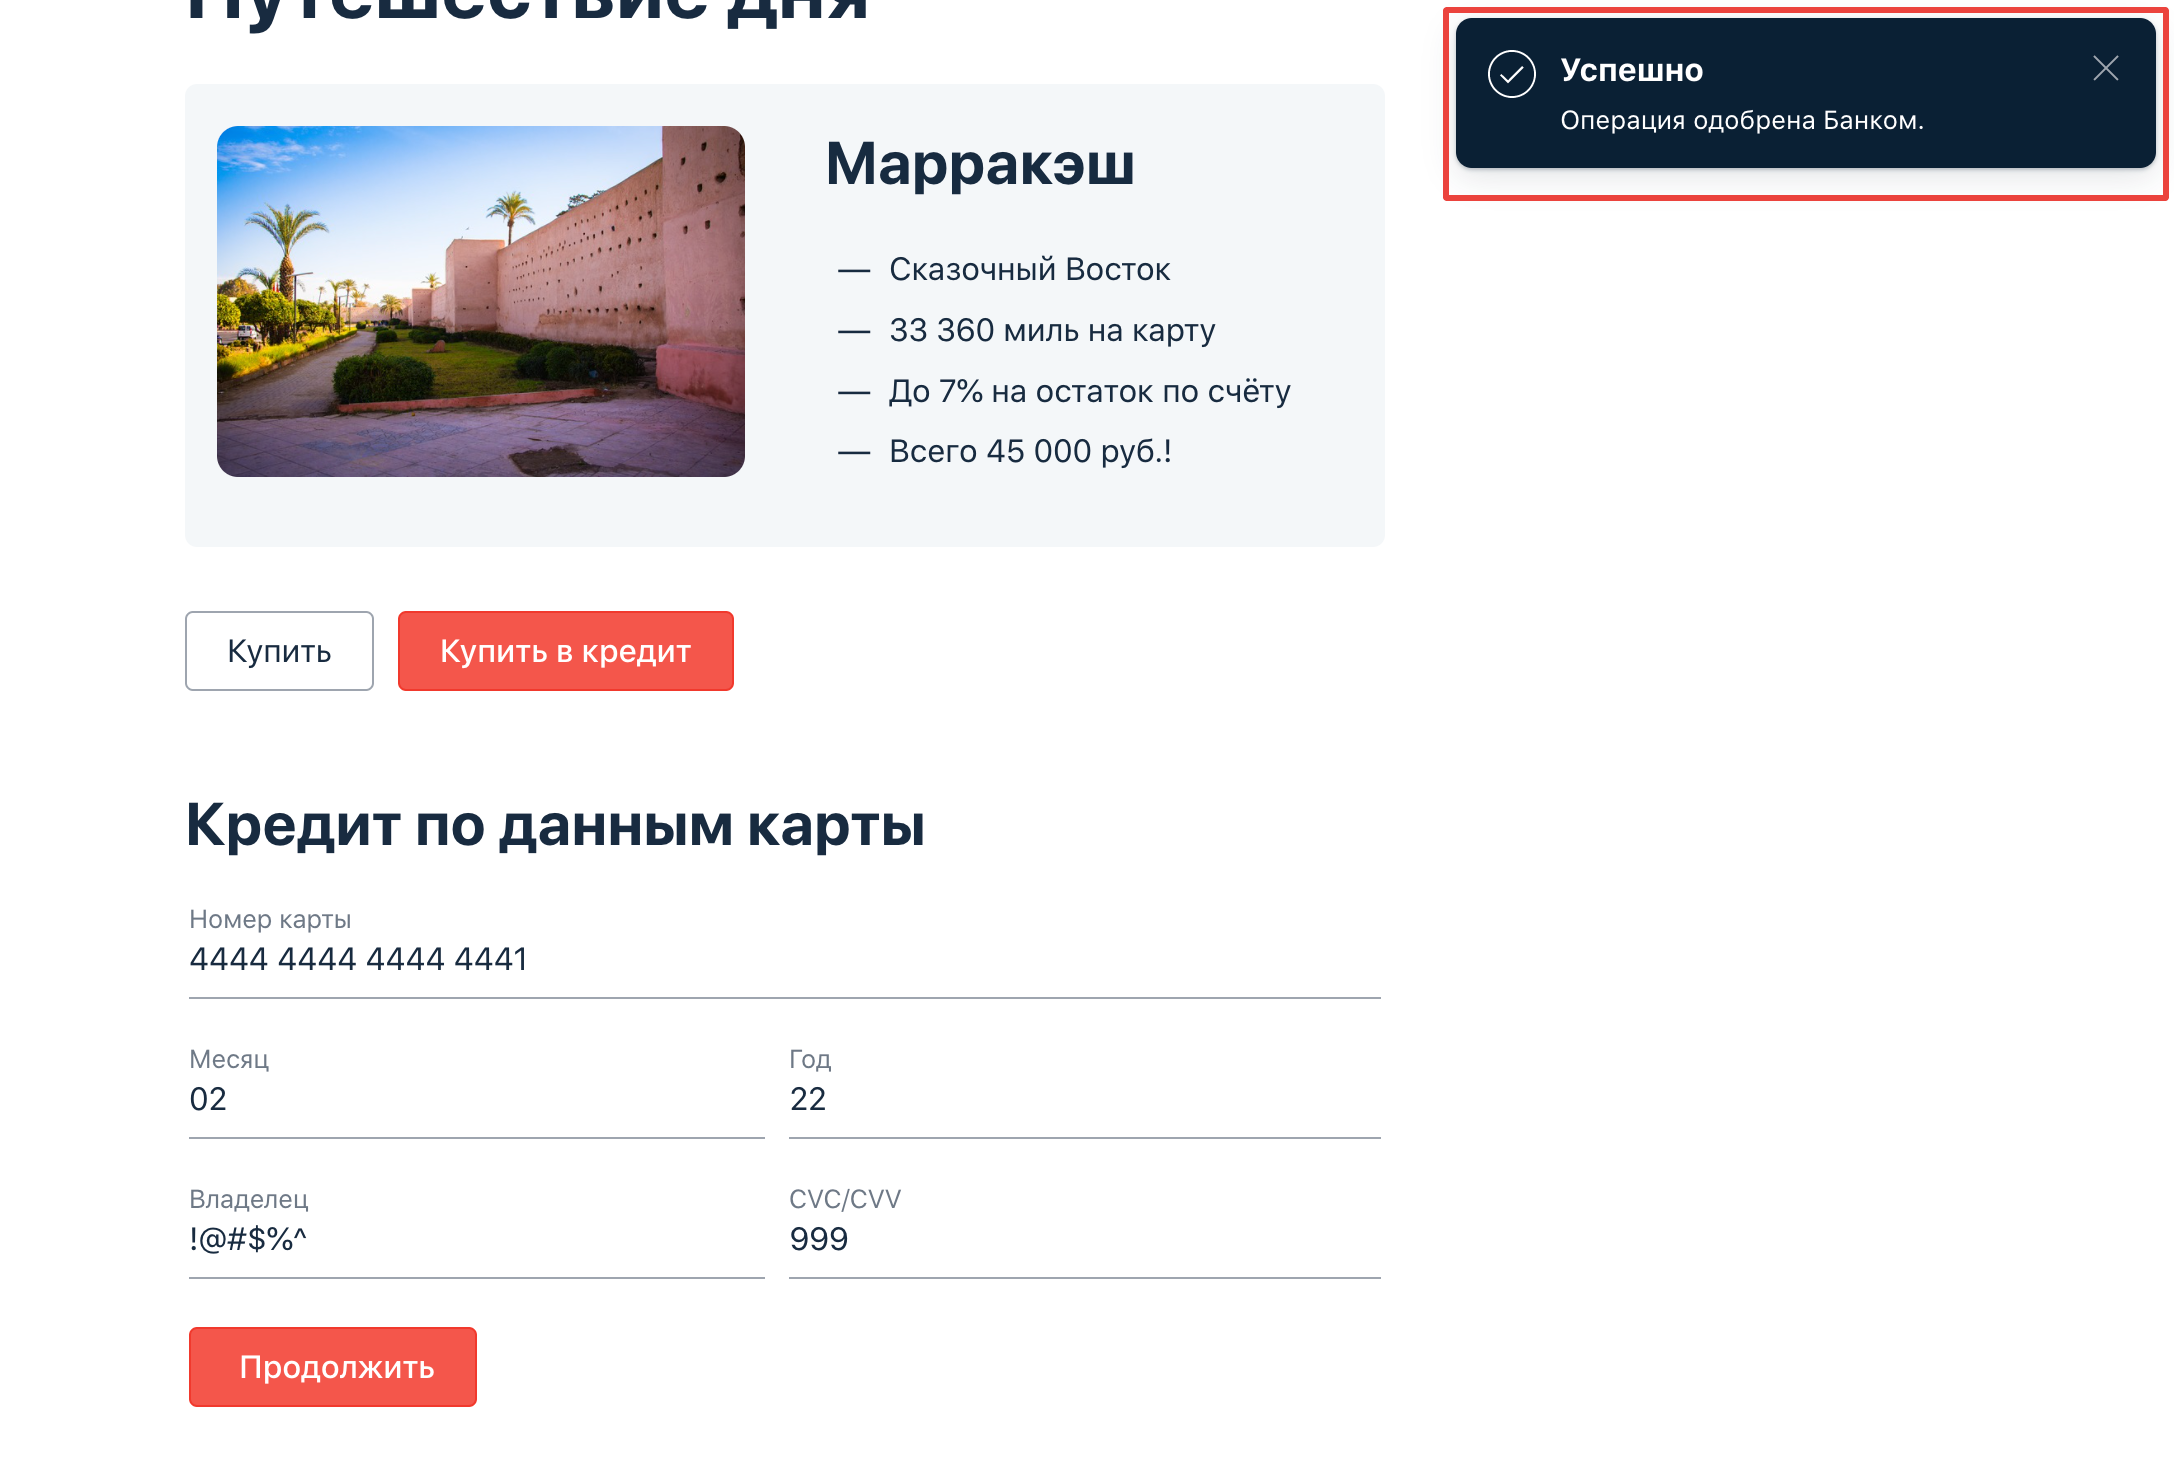 Путешествие дня
Успешно
Операция одобрена Банком.
Марракэш
— Сказочный Восток
— 33 360 миль на карту
— До 7% на остаток по счёту
— Всего 45 000 руб.!
Купить
Купить в кредит
Кредит по данным карты
Номер карты
4444 4444 4444 4441
Месяц
Год
02
22
Владелец
CVC/CVV
!@#$%^
999
Продолжить